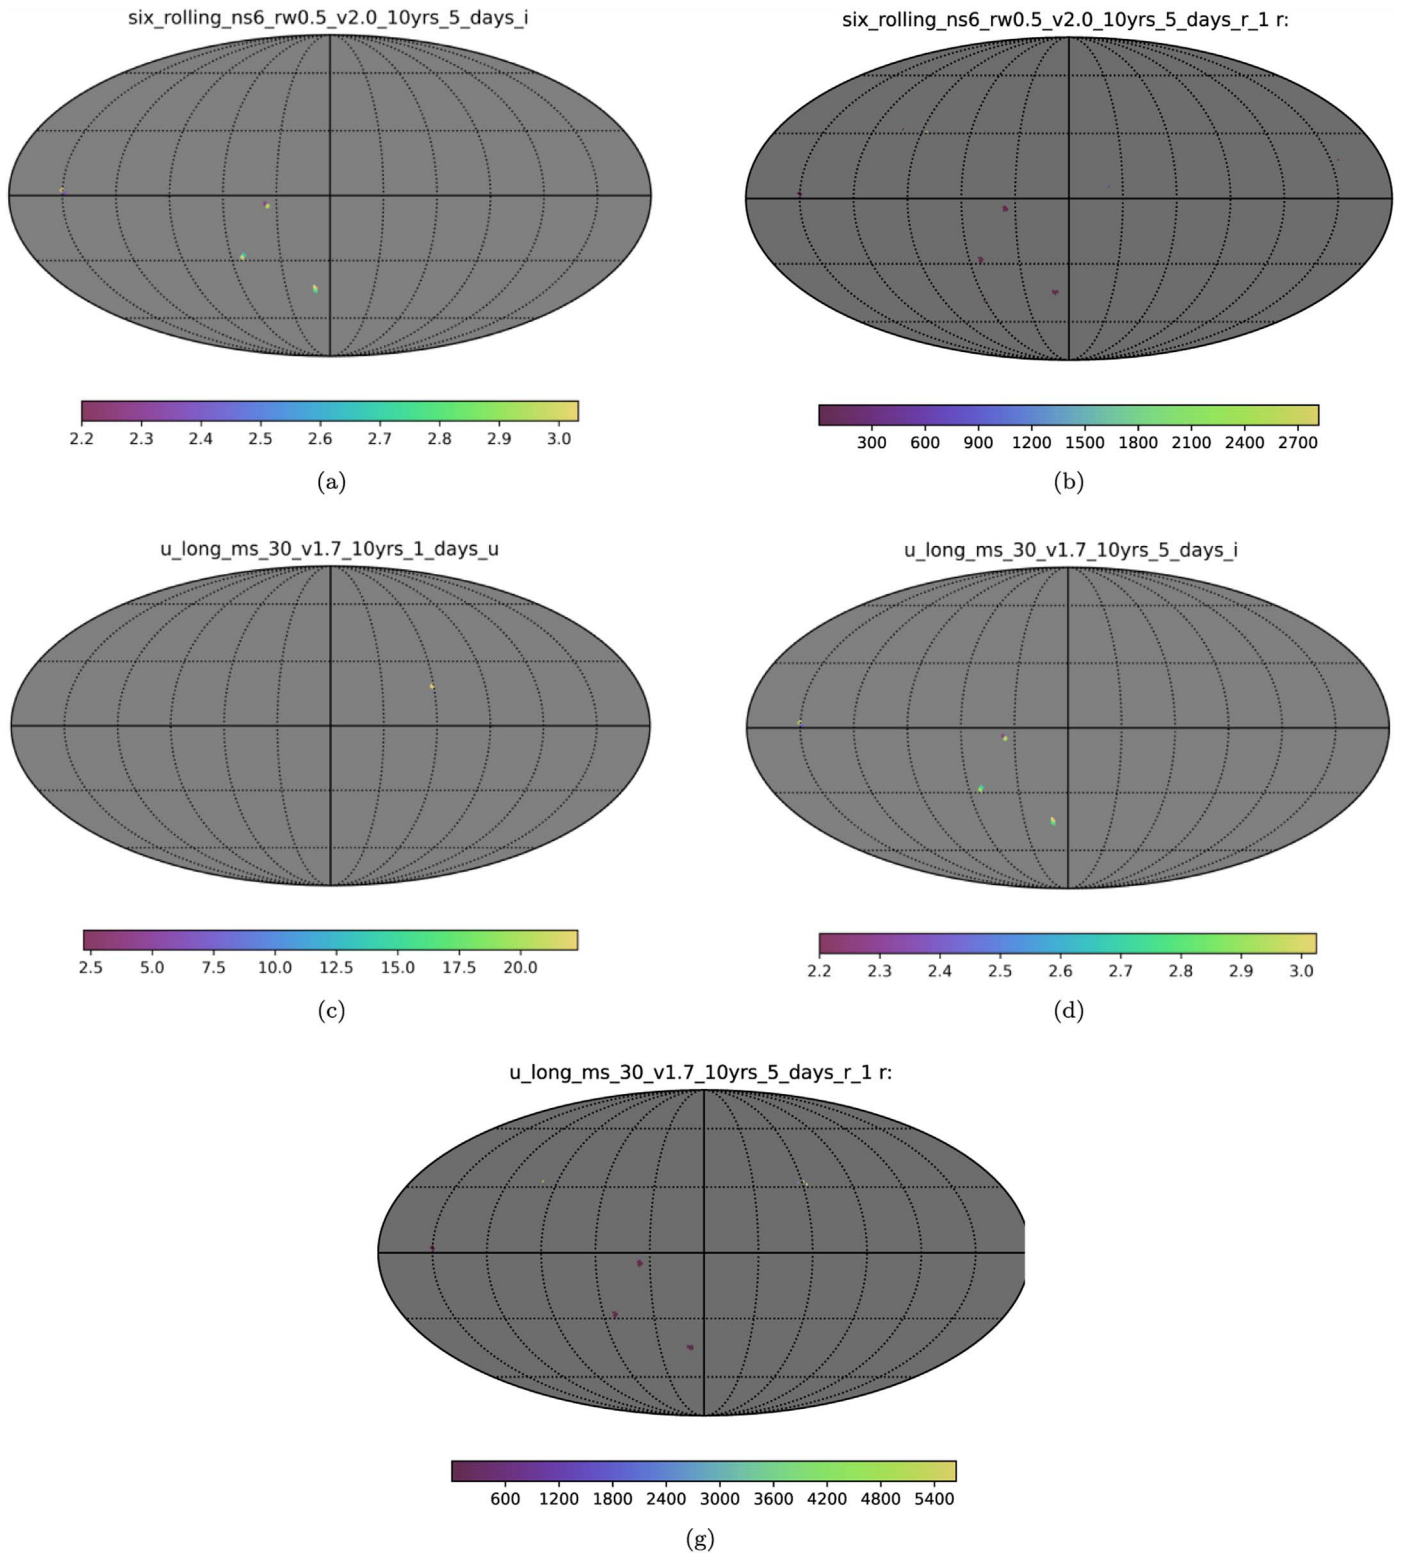 six_rolling_ns6_rw0.5_v2.0_10yrs_5_days_i
2.2 2.3 2.4 2.5 2.6 2.7 2.8 2.9 3.0
(a)
six_rolling_ns6_rw0.5_v2.0_10yrs_5_days_r_1 r:
300 600 900 1200 1500 1800 2100 2400 2700
(b)
u_long_ms_30_v1.7_10yrs_1_days_u
2.5 5.0 7.5 10.0 12.5 15.0 17.5 20.0
(c)
u_long_ms_30_v1.7_10yrs_5_days_i
2.2 2.3 2.4 2.5 2.6 2.7 2.8 2.9 3.0
(d)
u_long_ms_30_v1.7_10yrs_5_days_r_1 r:
600 1200 1800 2400 3000 3600 4200 4800 5400
(g)